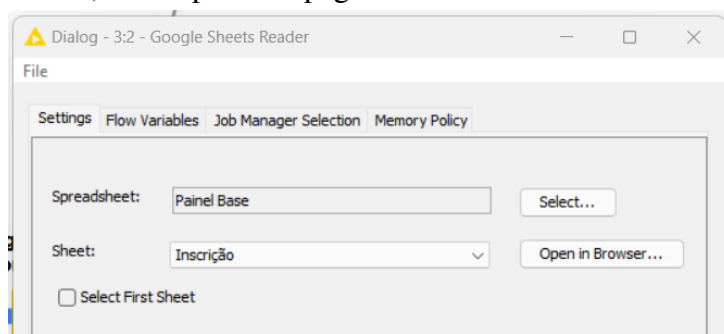 Dialog - 3:2 - Google Sheets Reader
File
Settings Flow Variables Job Manager Selection Memory Policy
Spreadsheet: Painel Base Select...
Sheet: Inscrição Open in Browser...
Select First Sheet